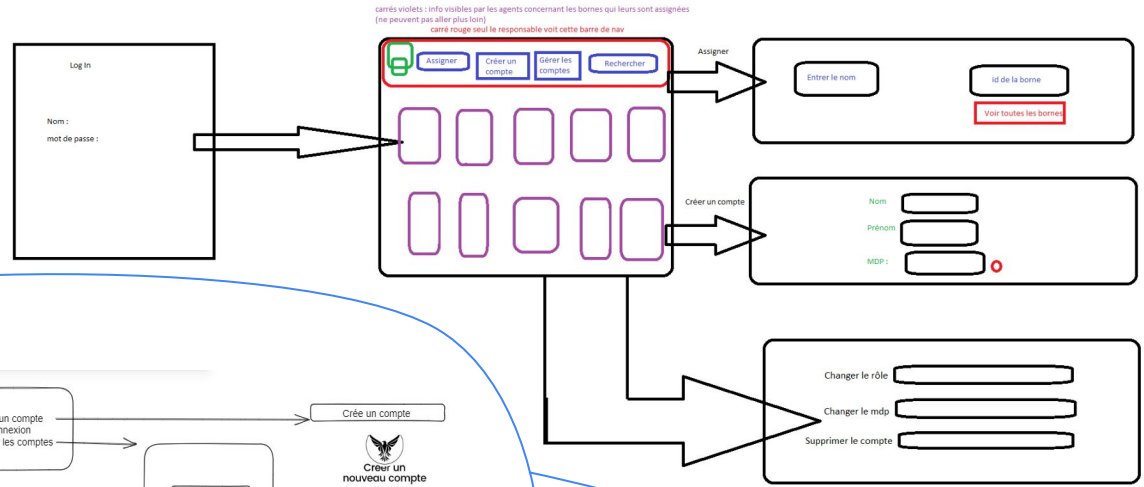 carrés violets : info visibles par les agents concernant les bornes qui leurs sont assignées
(ne peuvent pas aller plus loin)
carré rouge seul le responsable voit cette barre de nav
Log In
Nom :
mot de passe :
Assigner
Créer un
compte
Gérer les
comptes
Rechercher
Assigner
Entrer le nom
id de la borne
Voir toutes les bornes
Créer un compte
Nom
Prénom
MDP :
Changer le rôle
Changer le mdp
Supprimer le compte
un compte
les comptes
Crée un compte
Créer un
nouveau compte